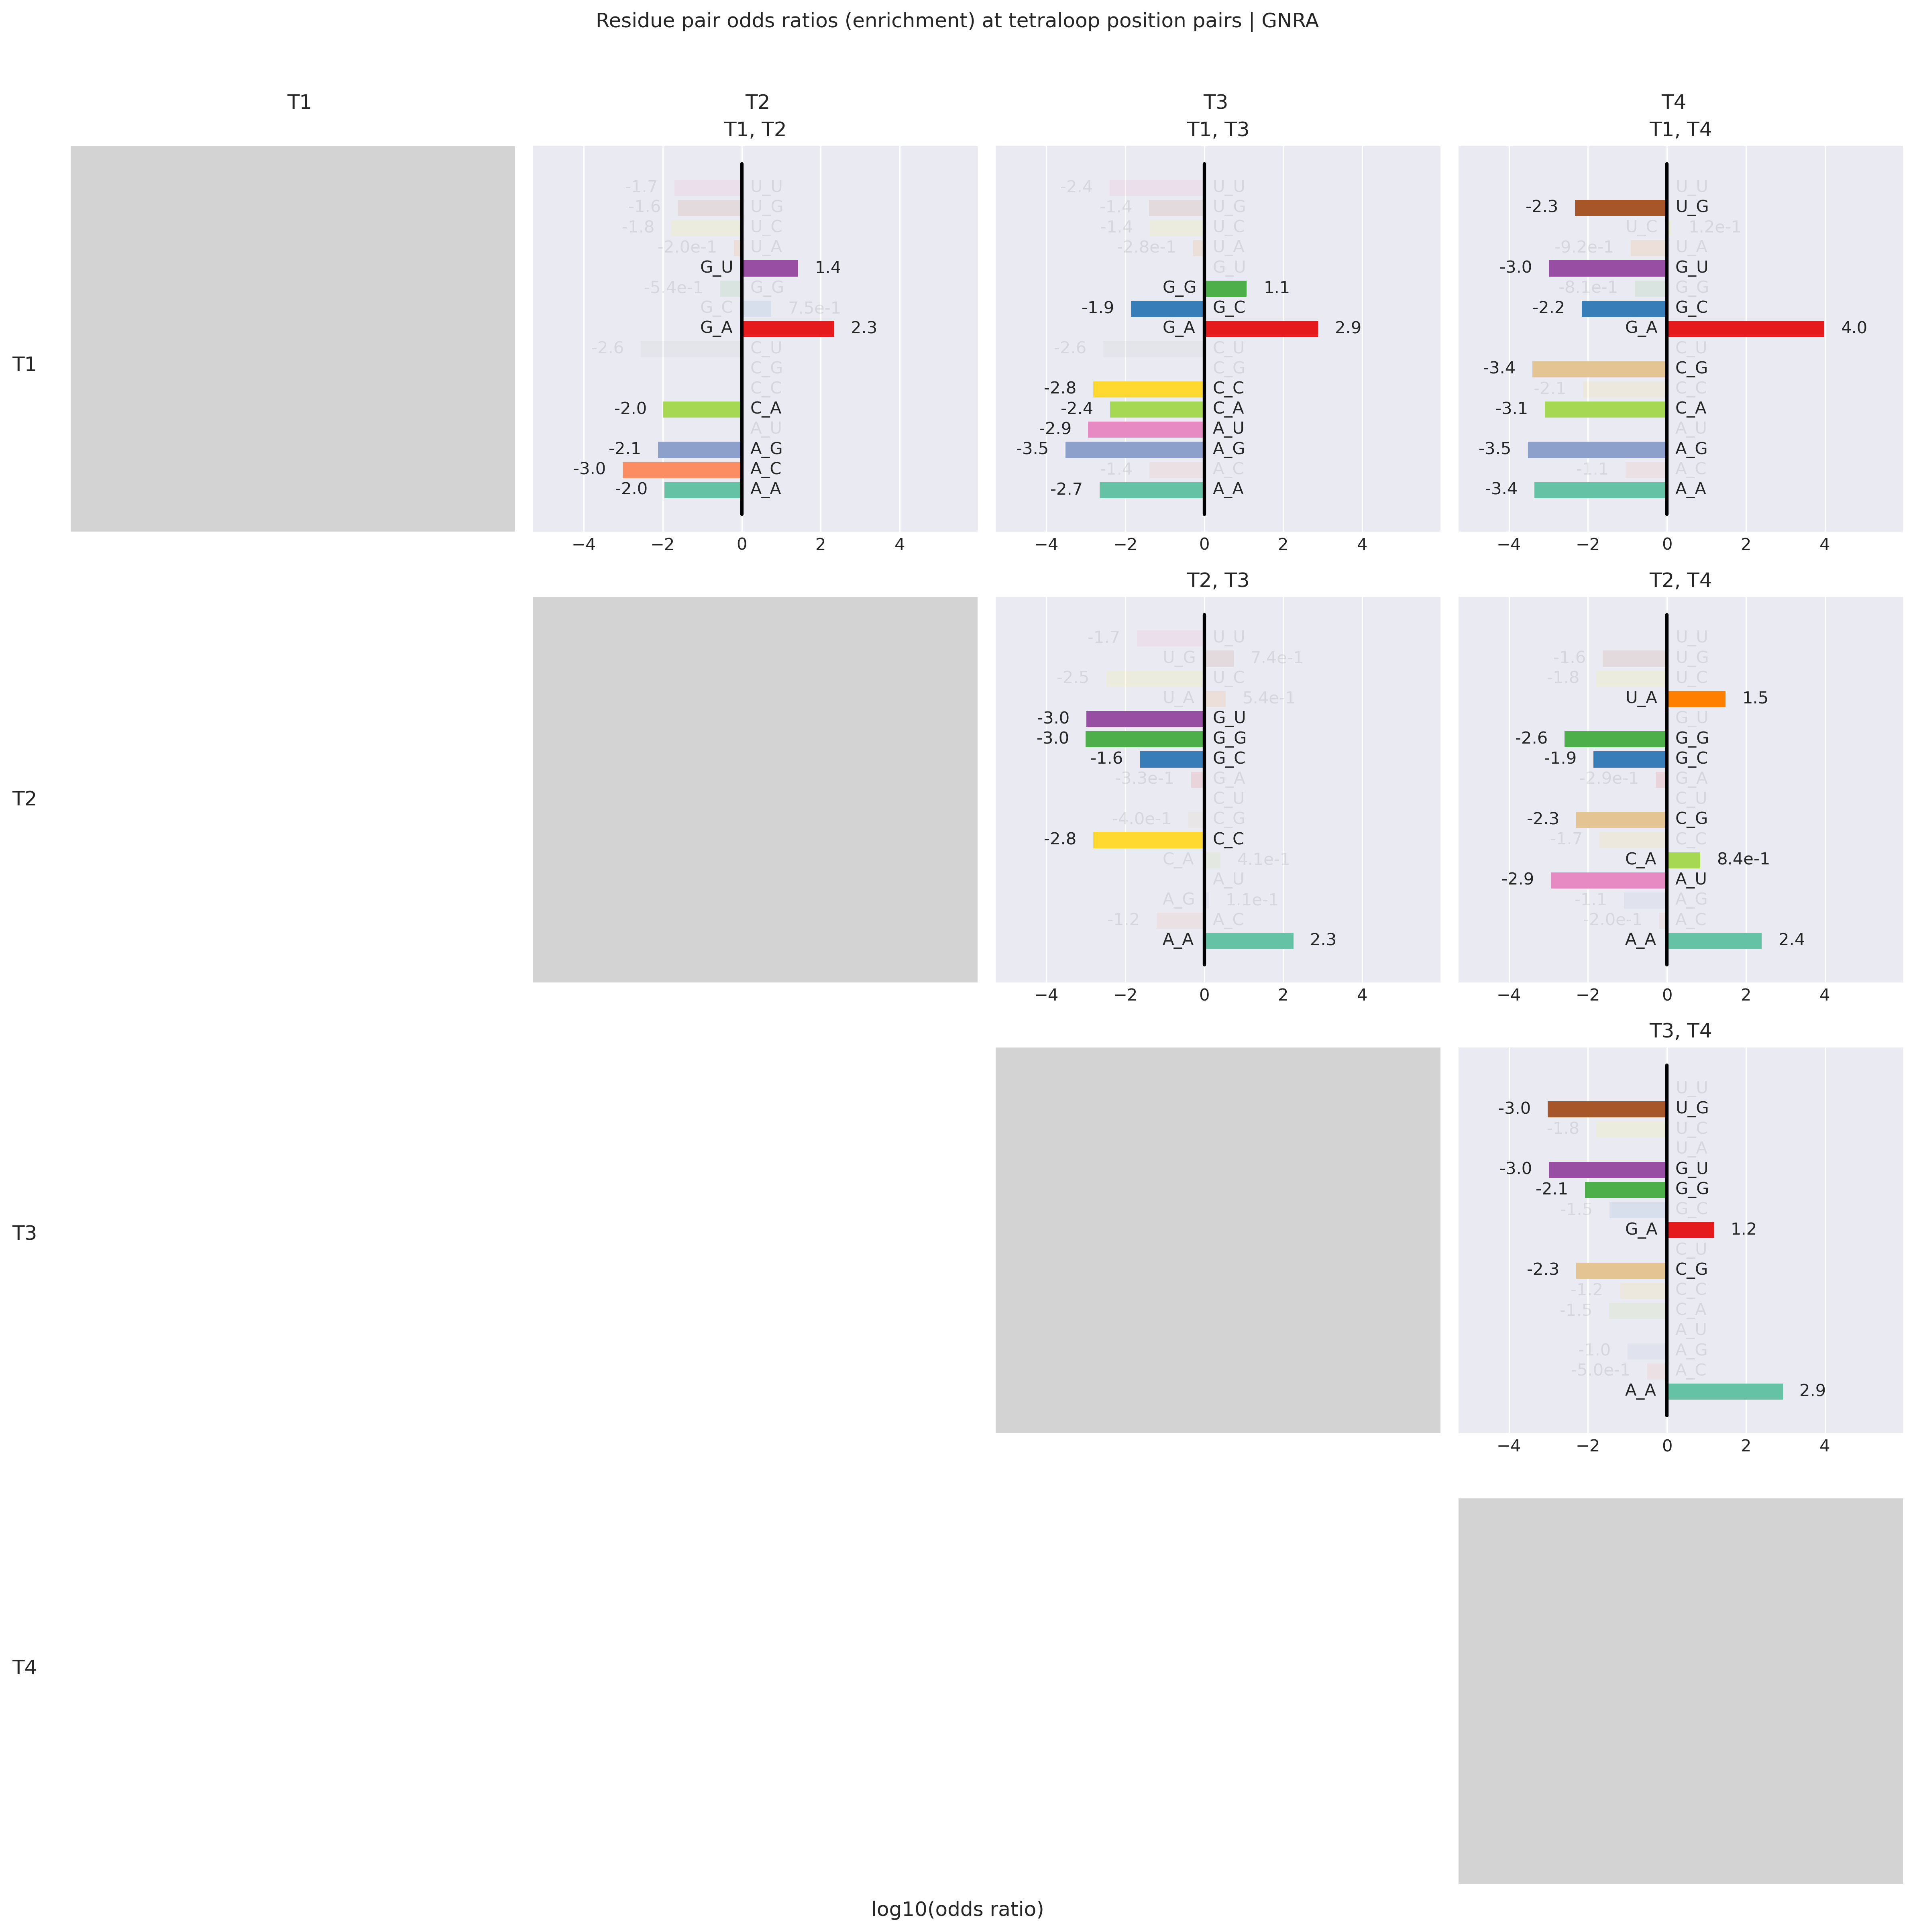 Residue pair odds ratios (enrichment) at tetraloop position pairs | GNRA
T1 T2 T3 T4
T1, T2 T1, T3 T1, T4
T1
-1.7 U_U
-1.6 U_G
-1.8 U_C
-2.0e-1 U_A
G_U 1.4
-5.4e-1 G_G
G_C 7.5e-1
G_A 2.3
-2.6 C_U
C_G
C_C
-2.0 C_A
A_U
-2.1 A_G
-3.0 A_C
-2.0 A_A
−4 −2 0 2 4
-2.4 U_U
-1.4 U_G
-1.4 U_C
-2.8e-1 U_A
G_U
G_G 1.1
-1.9 G_C
G_A 2.9
-2.6 C_U
C_G
-2.8 C_C
-2.4 C_A
-2.9 A_U
-3.5 A_G
-1.4 A_C
-2.7 A_A
−4 −2 0 2 4
U_U
-2.3 U_G
U_C 1.2e-1
-9.2e-1 U_A
-3.0 G_U
-8.1e-1 G_G
-2.2 G_C
G_A 4.0
C_U
-3.4 C_G
-2.1 C_C
-3.1 C_A
A_U
-3.5 A_G
-1.1 A_C
-3.4 A_A
−4 −2 0 2 4
T2
T2, T3
-1.7 U_U
U_G 7.4e-1
-2.5 U_C
U_A 5.4e-1
-3.0 G_U
-3.0 G_G
-1.6 G_C
-3.3e-1 G_A
C_U
-4.0e-1 C_G
-2.8 C_C
C_A 4.1e-1
A_U
A_G 1.1e-1
-1.2 A_C
A_A 2.3
−4 −2 0 2 4
T2, T4
U_U
-1.6 U_G
-1.8 U_C
U_A 1.5
G_U
-2.6 G_G
-1.9 G_C
-2.9e-1 G_A
C_U
-2.3 C_G
-1.7 C_C
C_A 8.4e-1
-2.9 A_U
-1.1 A_G
-2.0e-1 A_C
A_A 2.4
−4 −2 0 2 4
T3
T3, T4
U_U
-3.0 U_G
-1.8 U_C
U_A
-3.0 G_U
-2.1 G_G
-1.5 G_C
G_A 1.2
C_U
-2.3 C_G
-1.2 C_C
-1.5 C_A
A_U
-1.0 A_G
-5.0e-1 A_C
A_A 2.9
−4 −2 0 2 4
T4
log10(odds ratio)